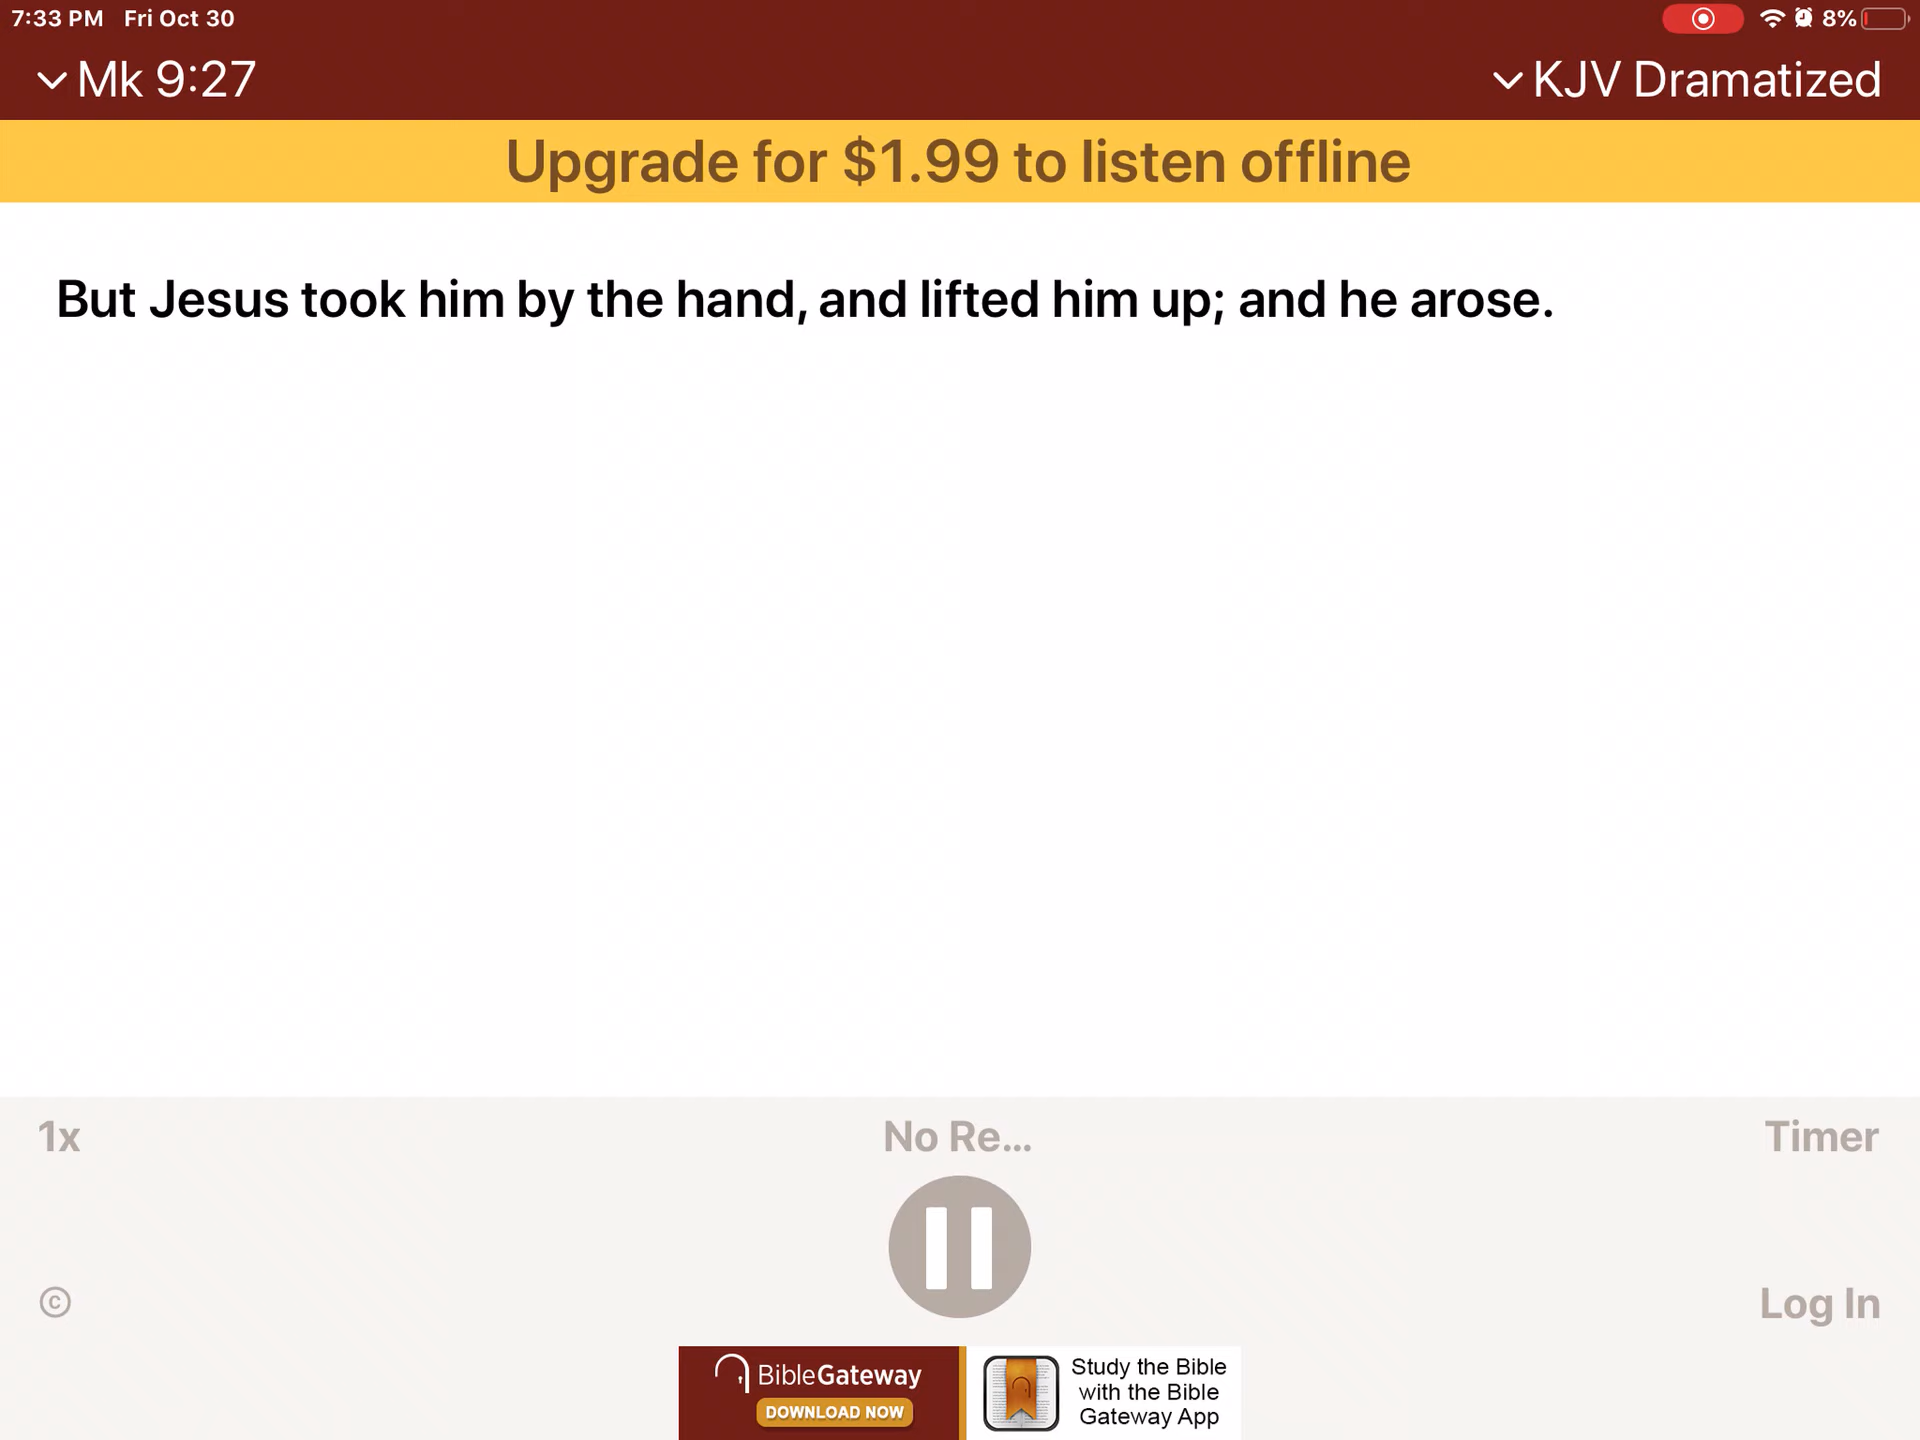 7:33 PM Fri Oct 30
8%
Mk 9:27
KJV Dramatized
Upgrade for $1.99 to listen offline
But Jesus took him by the hand, and lifted him up; and he arose.
1x
No Re...
Timer
©
Log In
BibleGateway
DOWNLOAD NOW
Study the Bible
with the Bible
Gateway App